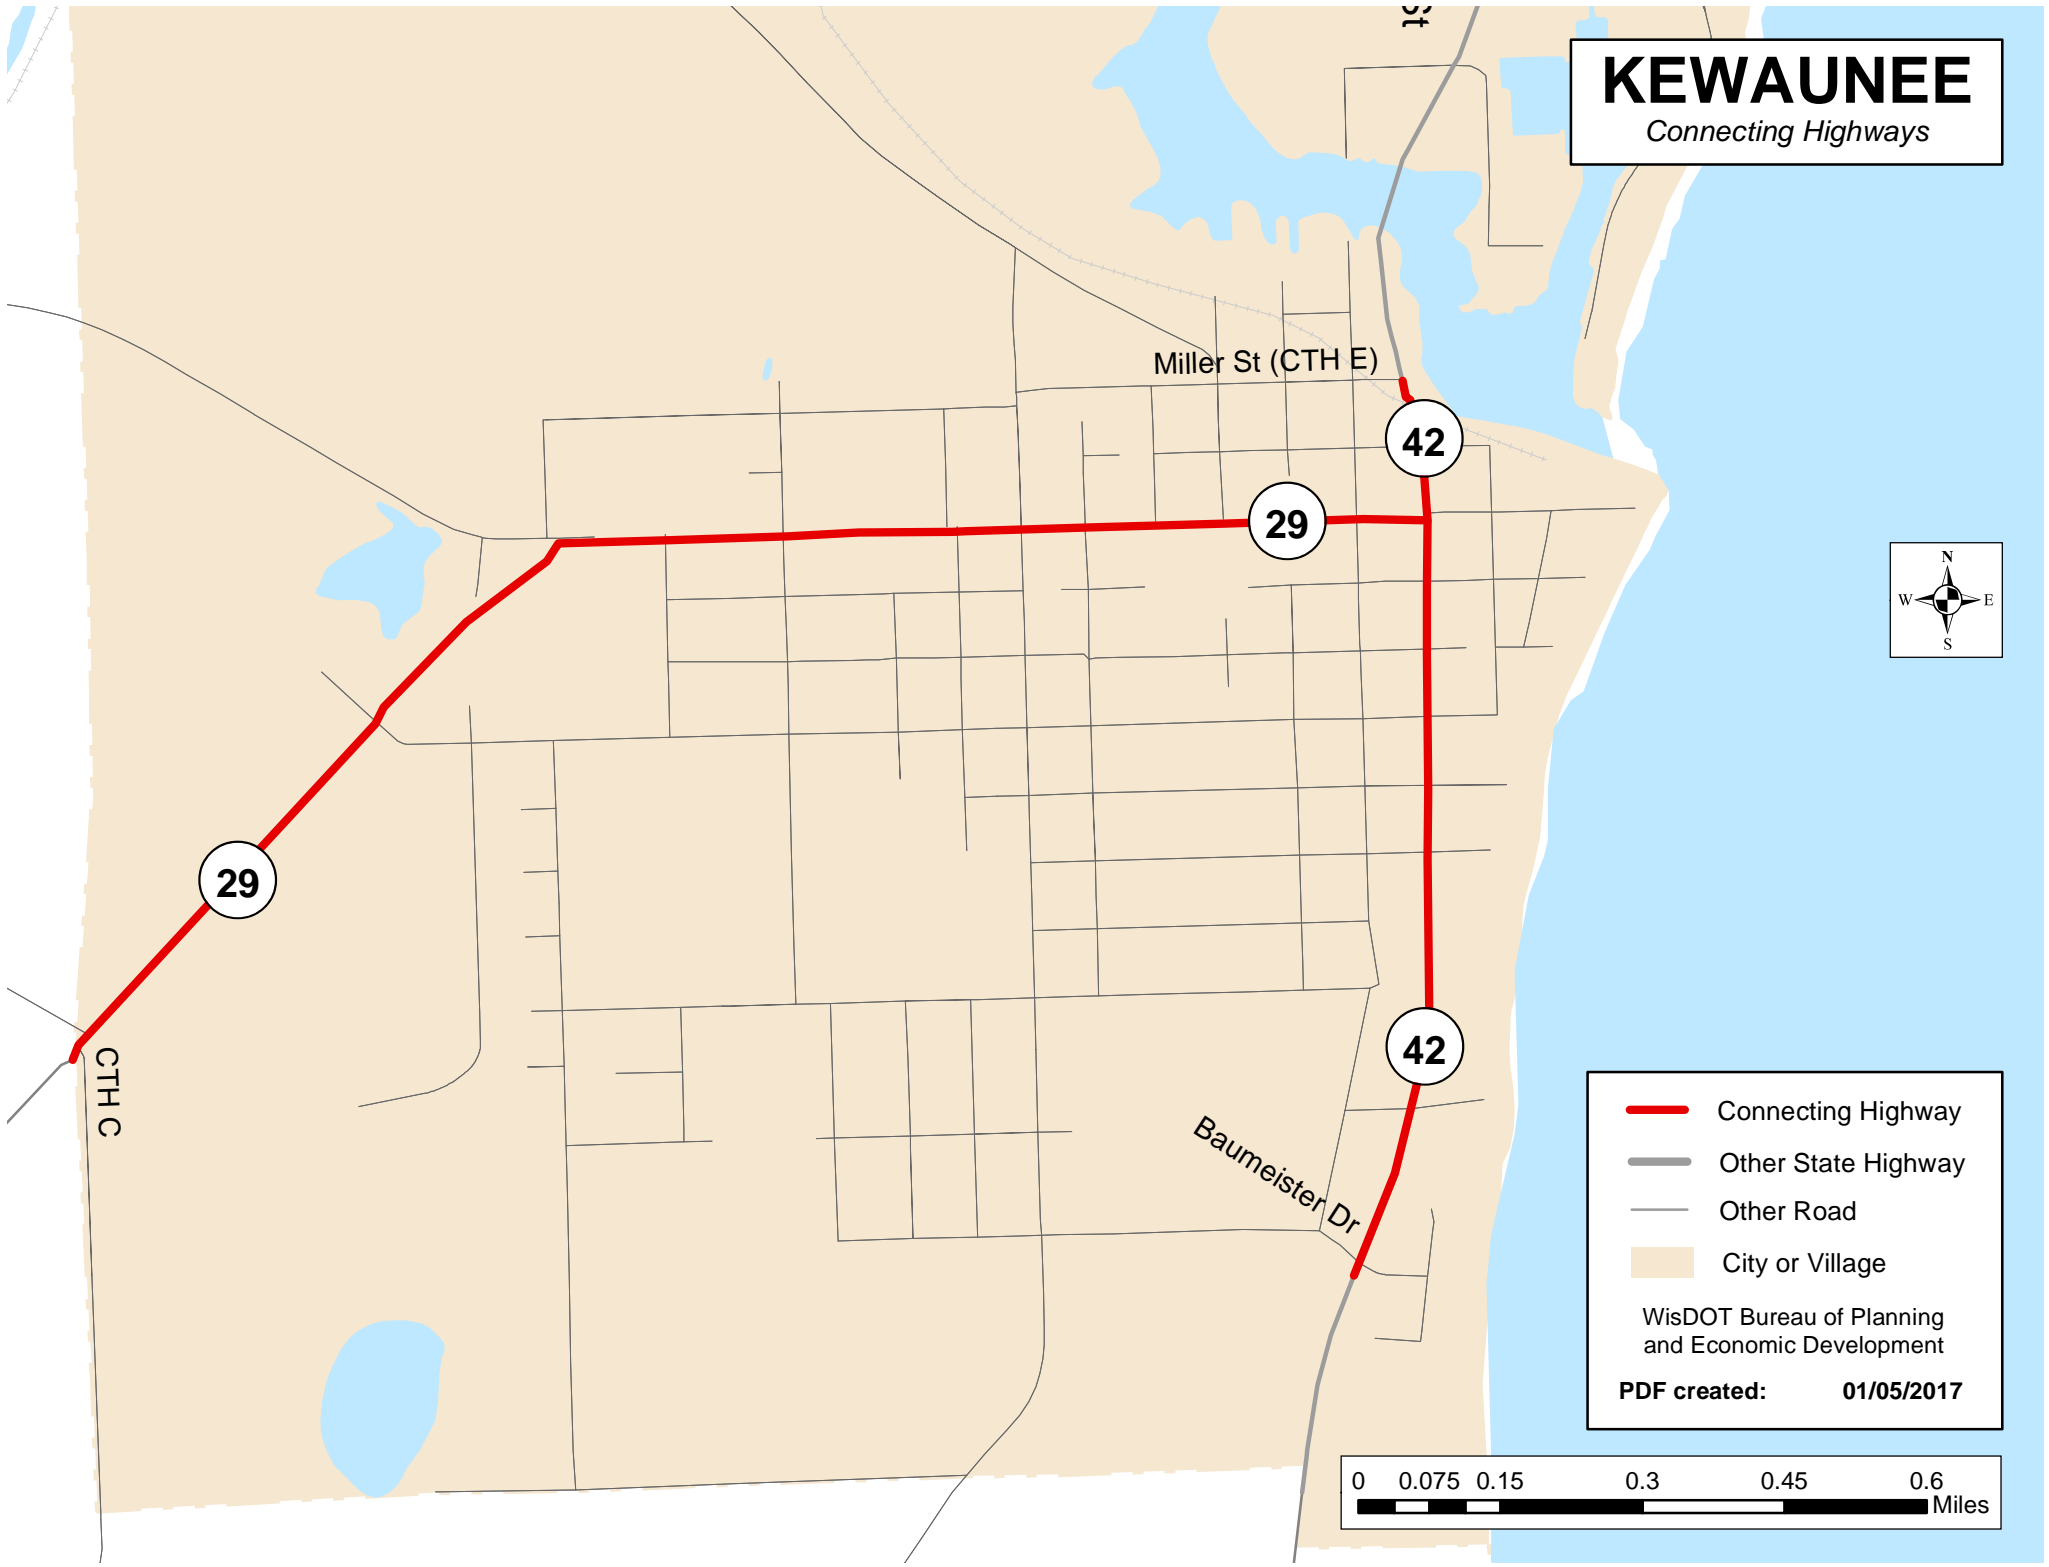 St
KEWAUNEE
Connecting Highways
Miller St (CTH E)
42
29
N
W E
S
29
42
CTH C
Baumeister Dr
Connecting Highway
Other State Highway
Other Road
City or Village
WisDOT Bureau of Planning
and Economic Development
PDF created: 01/05/2017
0 0.075 0.15 0.3 0.45 0.6
Miles